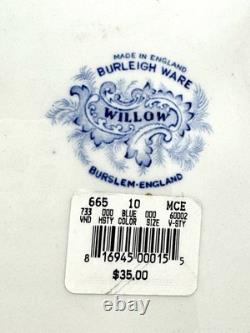 MADE IN ENGLAND
BURLEIGH WARE
WILLOW
BURSLEM-ENGLAND
665 10 MCE
733 000 BLUE 000 60002
VND MSTY COLOR SIZE V-STY
8 16945 00015 5
$35.00